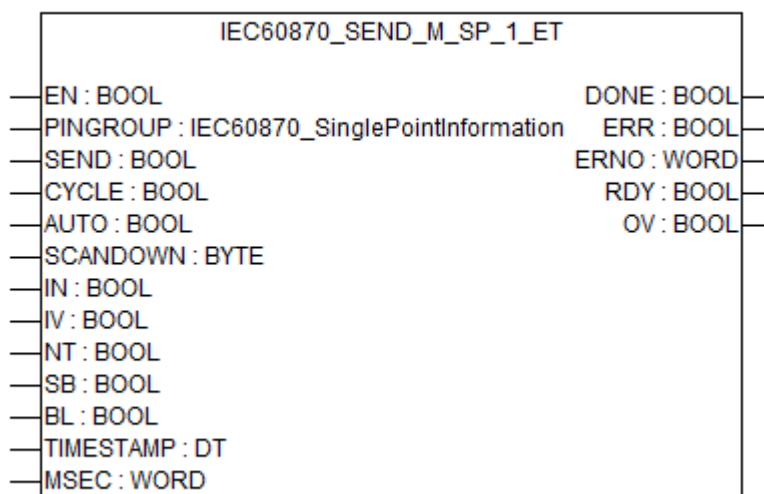 IEC60870_SEND_M_SP_1_ET
EN : BOOL DONE : BOOL
PINGROUP : IEC60870_SinglePointInformation ERR : BOOL
SEND : BOOL ERNO : WORD
CYCLE : BOOL RDY : BOOL
AUTO : BOOL OV : BOOL
SCANDOWN : BYTE
IN : BOOL
IV : BOOL
NT : BOOL
SB : BOOL
BL : BOOL
TIMESTAMP : DT
MSEC : WORD